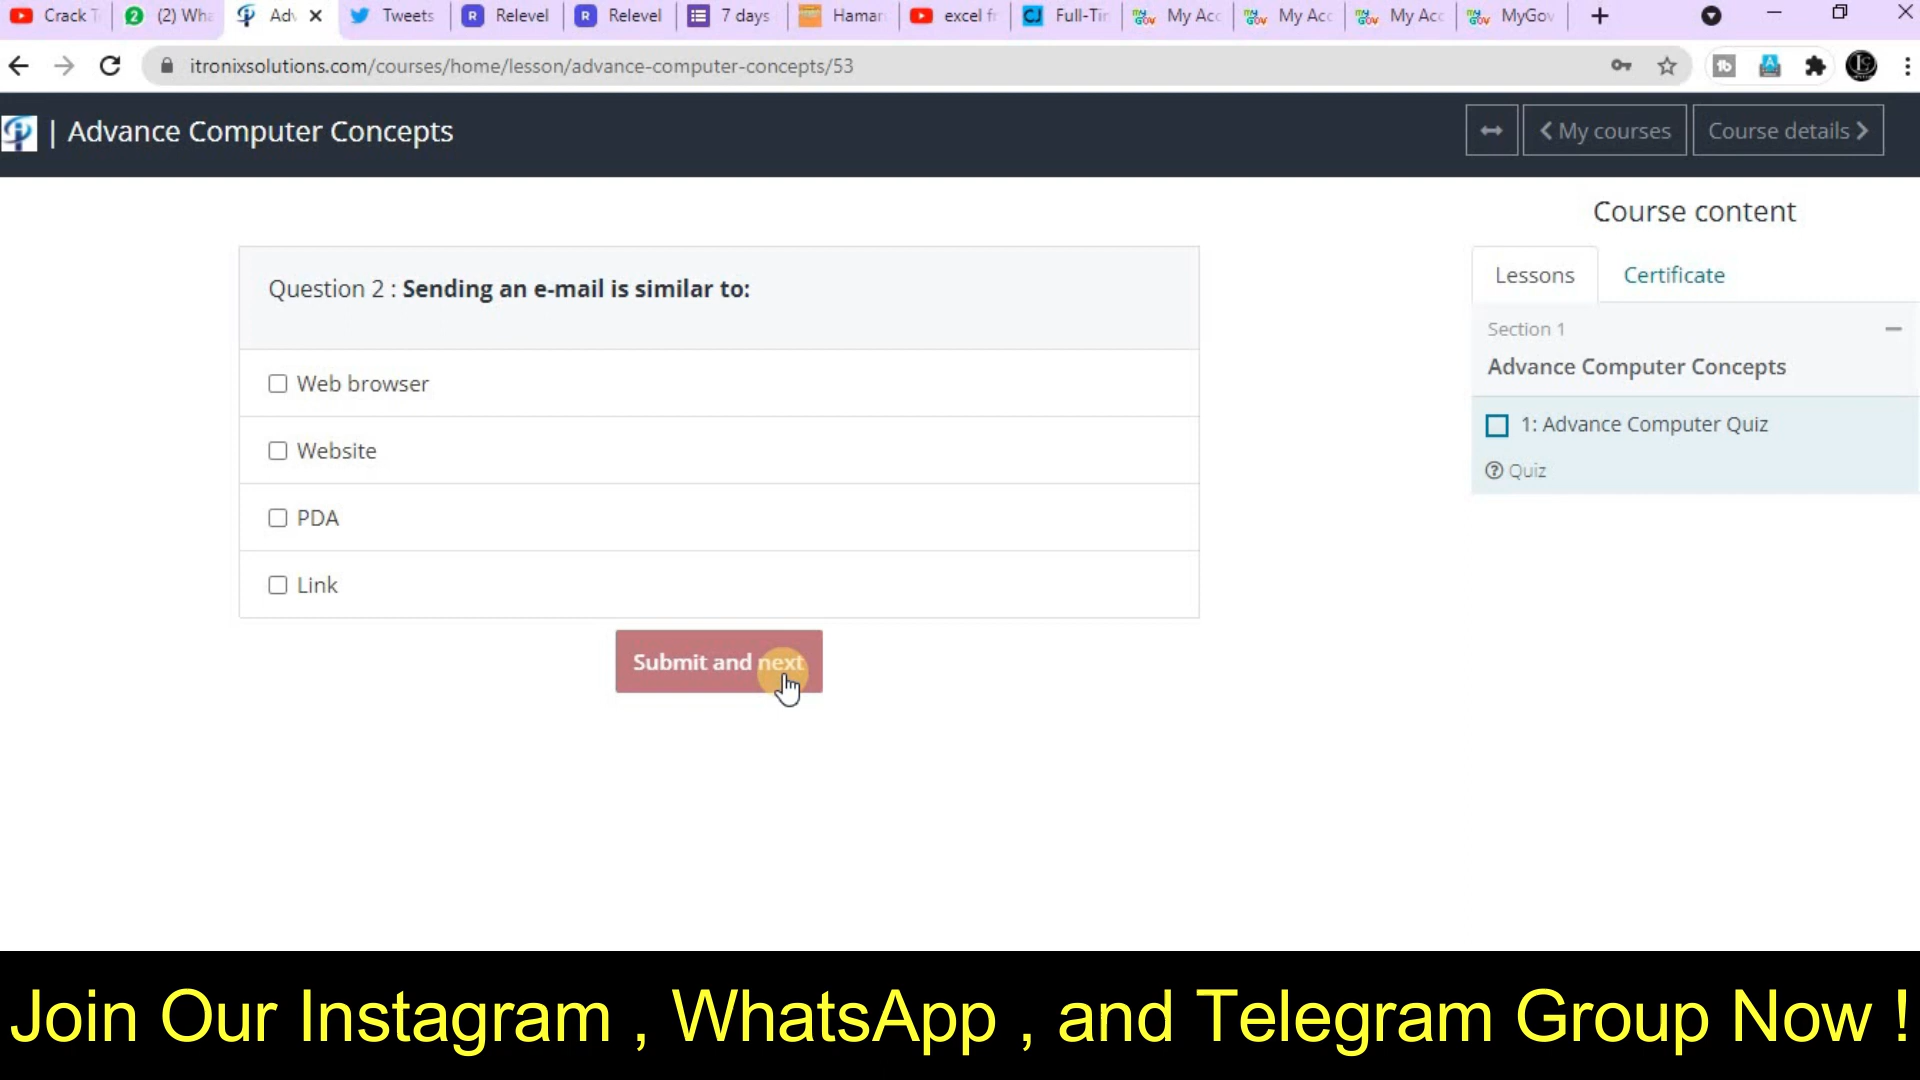 Crack T
(2) Wha
Adv
Tweets
Relevel
Relevel
7 days
Hamar
excel f
Full-Tir
My Acc
My Acc
My Acc
MyGov
itronixsolutions.com/courses/home/lesson/advance-computer-concepts/53
| Advance Computer Concepts
My courses
Course details
Course content
Question 2 : Sending an e-mail is similar to:
Lessons
Certificate
Section 1
Advance Computer Concepts
Web browser
1: Advance Computer Quiz
Website
Quiz
PDA
Link
Submit and next
Join Our Instagram , WhatsApp , and Telegram Group Now !